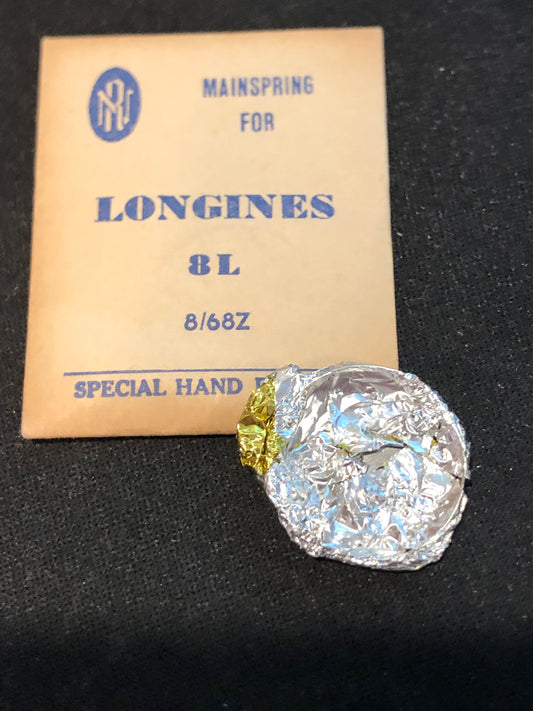 MAINSPRING
FOR
LONGINES
8L
8/68Z
SPECIAL HAND